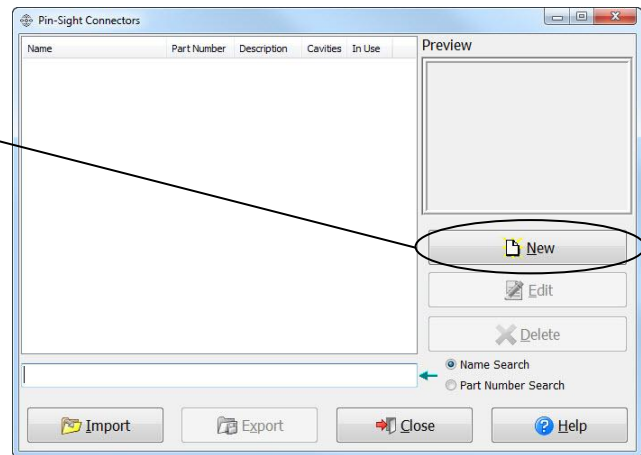 Pin-Sight Connectors
Name Part Number Description Cavities In Use
Preview
New
Edit
Delete
Name Search
Part Number Search
Import Export Close Help